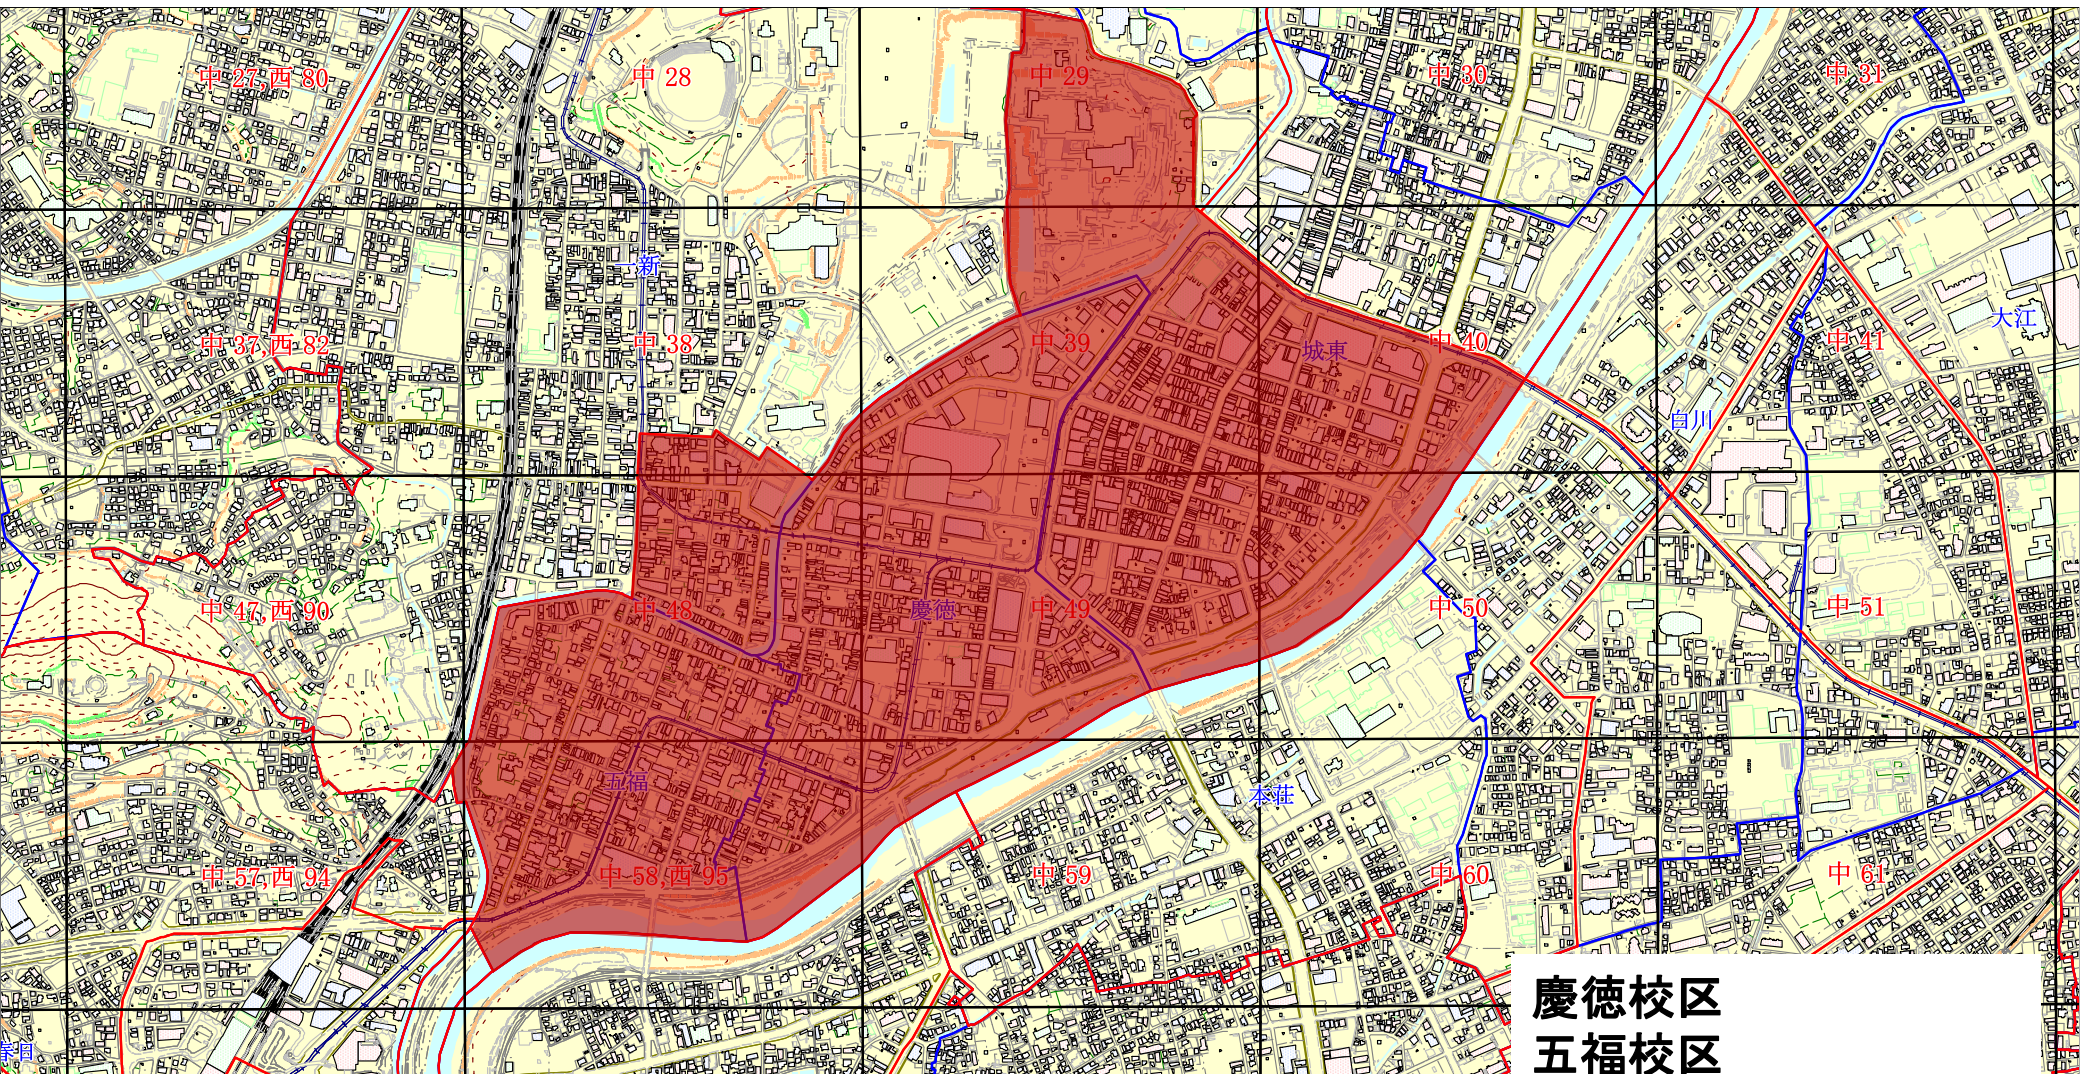 中 27,西 80
中 28
中 29
中 30
中 31
一新
大江
中 37,西 82
中 38
中 39
城東
中 40
中 41
白川
中 47,西 90
中 48
慶徳
中 49
中 50
中 51
五福
本荘
中 57,西 94
中 58,西 95
中 59
中 60
中 61
慶徳校区
五福校区
春日